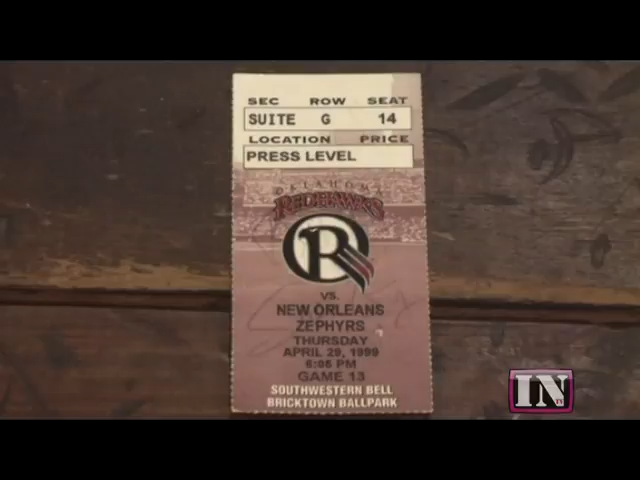 SEC ROW SEAT
SUITE G 14
LOCATION PRICE
PRESS LEVEL
OKLAHOMA
REDHAWKS
R
VS.
NEW ORLEANS
ZEPHYRS
THURSDAY
APRIL 29, 1999
6:05 PM
GAME 13
SOUTHWESTERN BELL
BRICKTOWN BALLPARK
IN